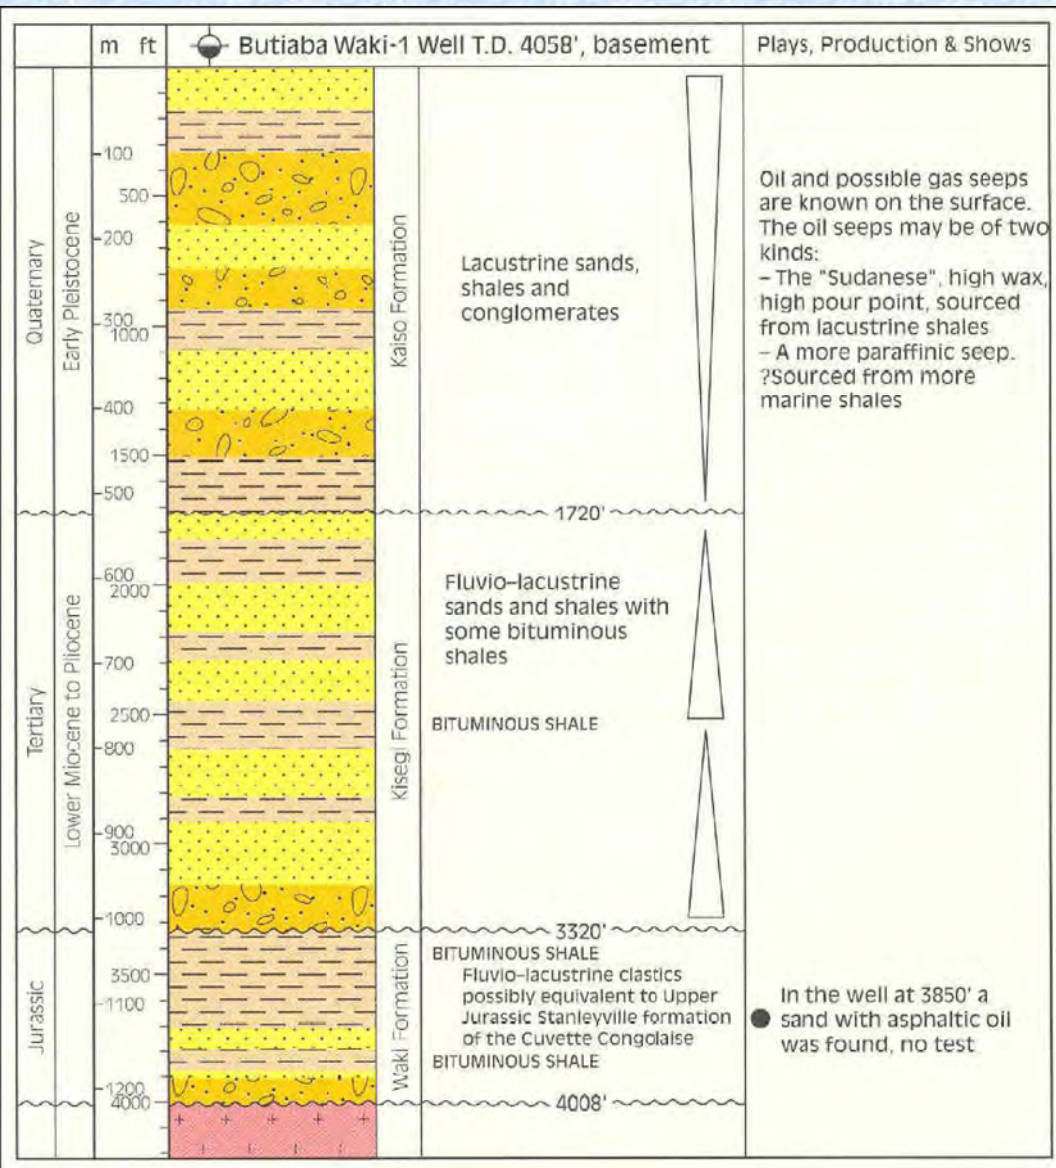 m ft
Butiaba Waki-1 Well T.D. 4058', basement
Plays, Production & Shows
Quaternary
Early Pleistocene
100
500
200
300
1000
400
1500
500
Kaiso Formation
Lacustrine sands,
shales and
conglomerates
Oil and possible gas seeps
are known on the surface.
The oil seeps may be of two
kinds:
– The "Sudanese", high wax,
high pour point, sourced
from lacustrine shales
– A more paraffinic seep.
?Sourced from more
marine shales
1720'
Tertiary
Lower Miocene to Pliocene
600
2000
700
2500
800
900
3000
1000
Kisegi Formation
Fluvio–lacustrine
sands and shales with
some bituminous
shales
BITUMINOUS SHALE
3320'
Jurassic
3500
1100
1200
4000
Waki Formation
BITUMINOUS SHALE
Fluvio–lacustrine clastics
possibly equivalent to Upper
Jurassic Stanleyville formation
of the Cuvette Congolaise
BITUMINOUS SHALE
In the well at 3850' a
sand with asphaltic oil
was found, no test
4008'